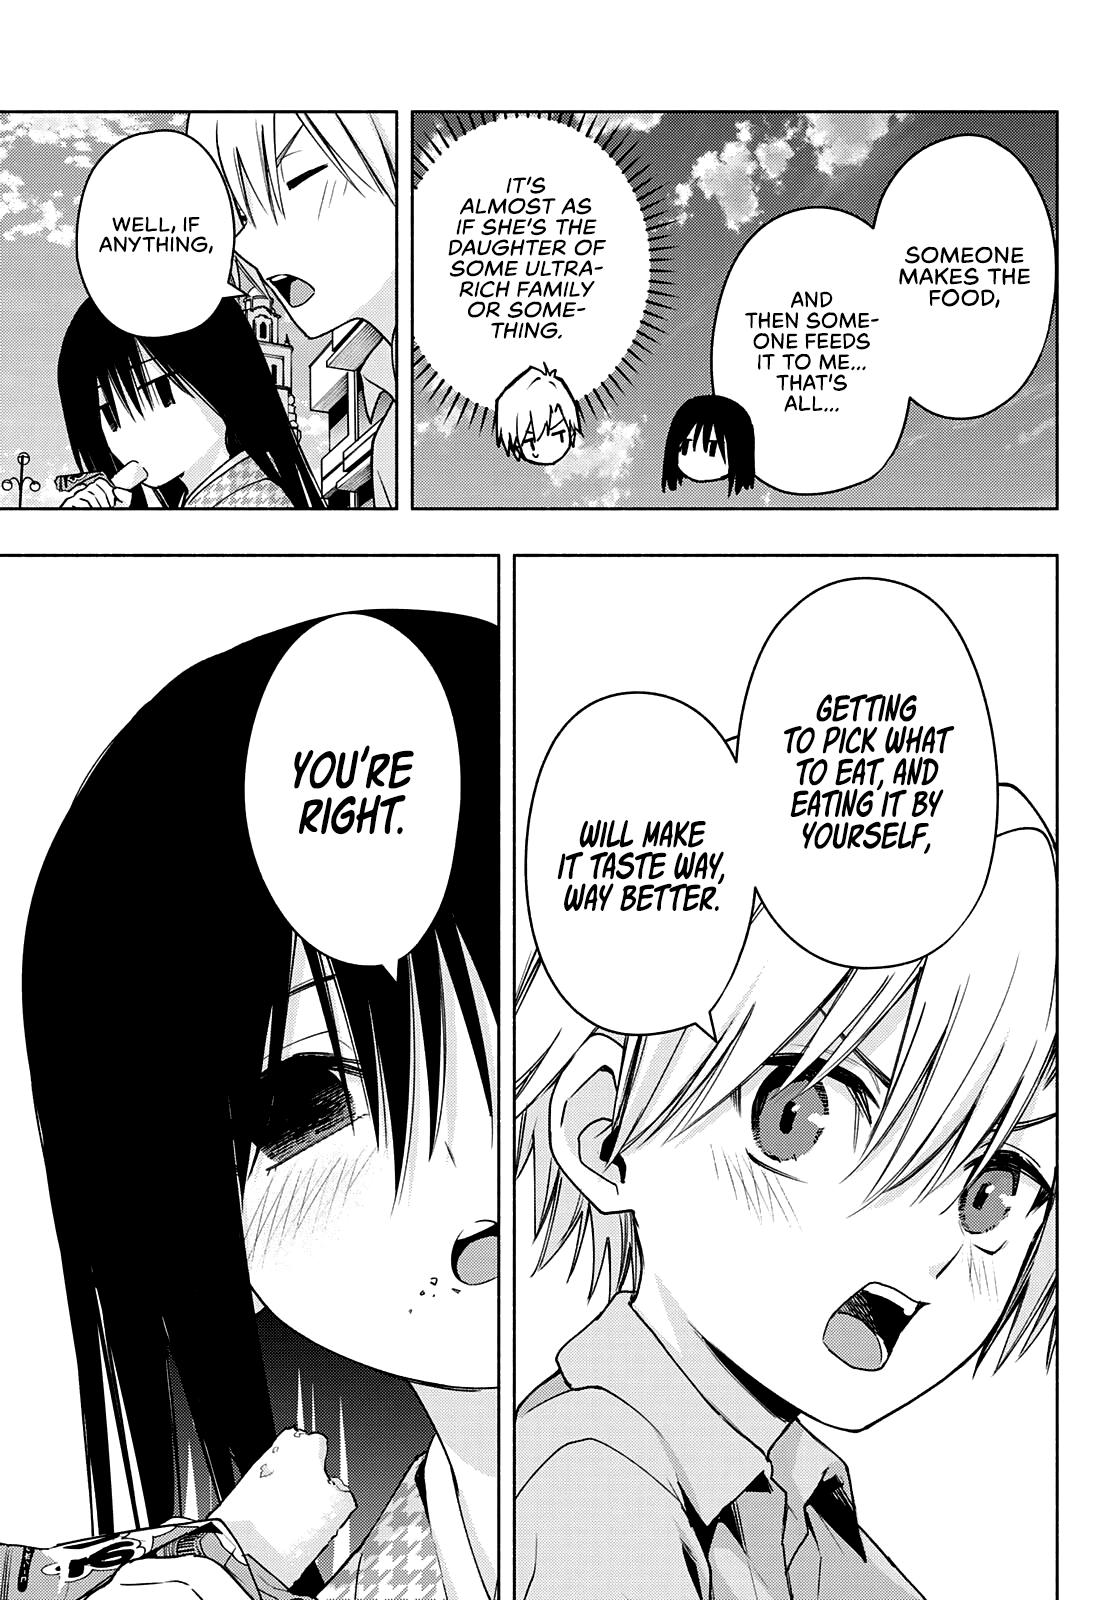 SOMEONE
MAKES THE
FOOD,
AND
THEN SOME-
ONE FEEDS
IT TO ME...
THAT'S
ALL...
IT'S
ALMOST AS
IF SHE'S THE
DAUGHTER OF
SOME ULTRA-
RICH FAMILY
OR SOME-
THING.
WELL, IF
ANYTHING,
GETTING
TO PICK WHAT
TO EAT, AND
EATING IT BY
YOURSELF,
WILL MAKE
IT TASTE WAY,
WAY BETTER.
YOU'RE
RIGHT.